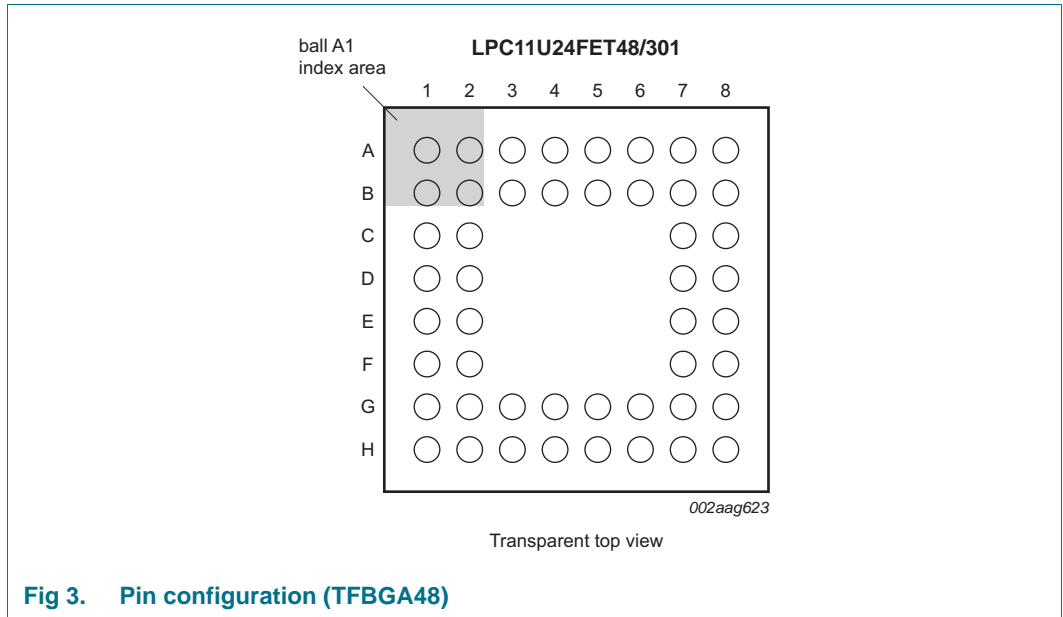 ball A1
index area
LPC11U24FET48/301
1 2 3 4 5 6 7 8
A
B
C
D
E
F
G
H
002aag623
Transparent top view
Fig 3. Pin configuration (TFBGA48)